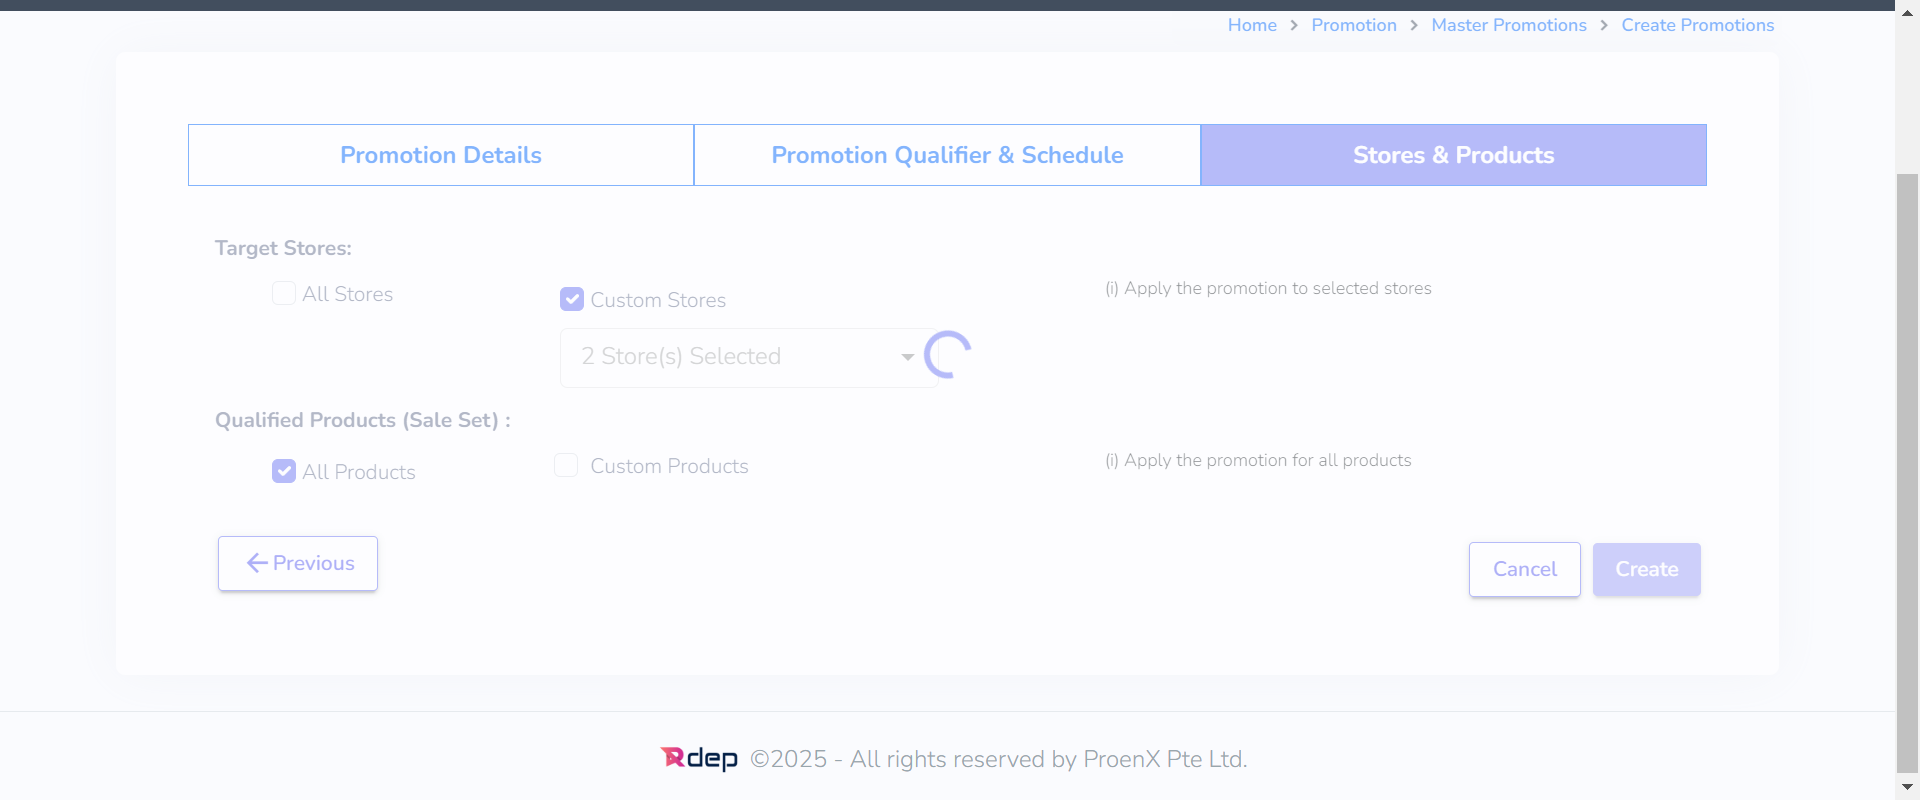 Home > Promotion > Master Promotions > Create Promotions
Promotion Details
Promotion Qualifier & Schedule
Stores & Products
Target Stores:
All Stores
Custom Stores
(i) Apply the promotion to selected stores
2 Store(s) Selected
Qualified Products (Sale Set) :
All Products
Custom Products
(i) Apply the promotion for all products
Previous
Cancel
Create
Rdep ©2025 - All rights reserved by ProenX Pte Ltd.